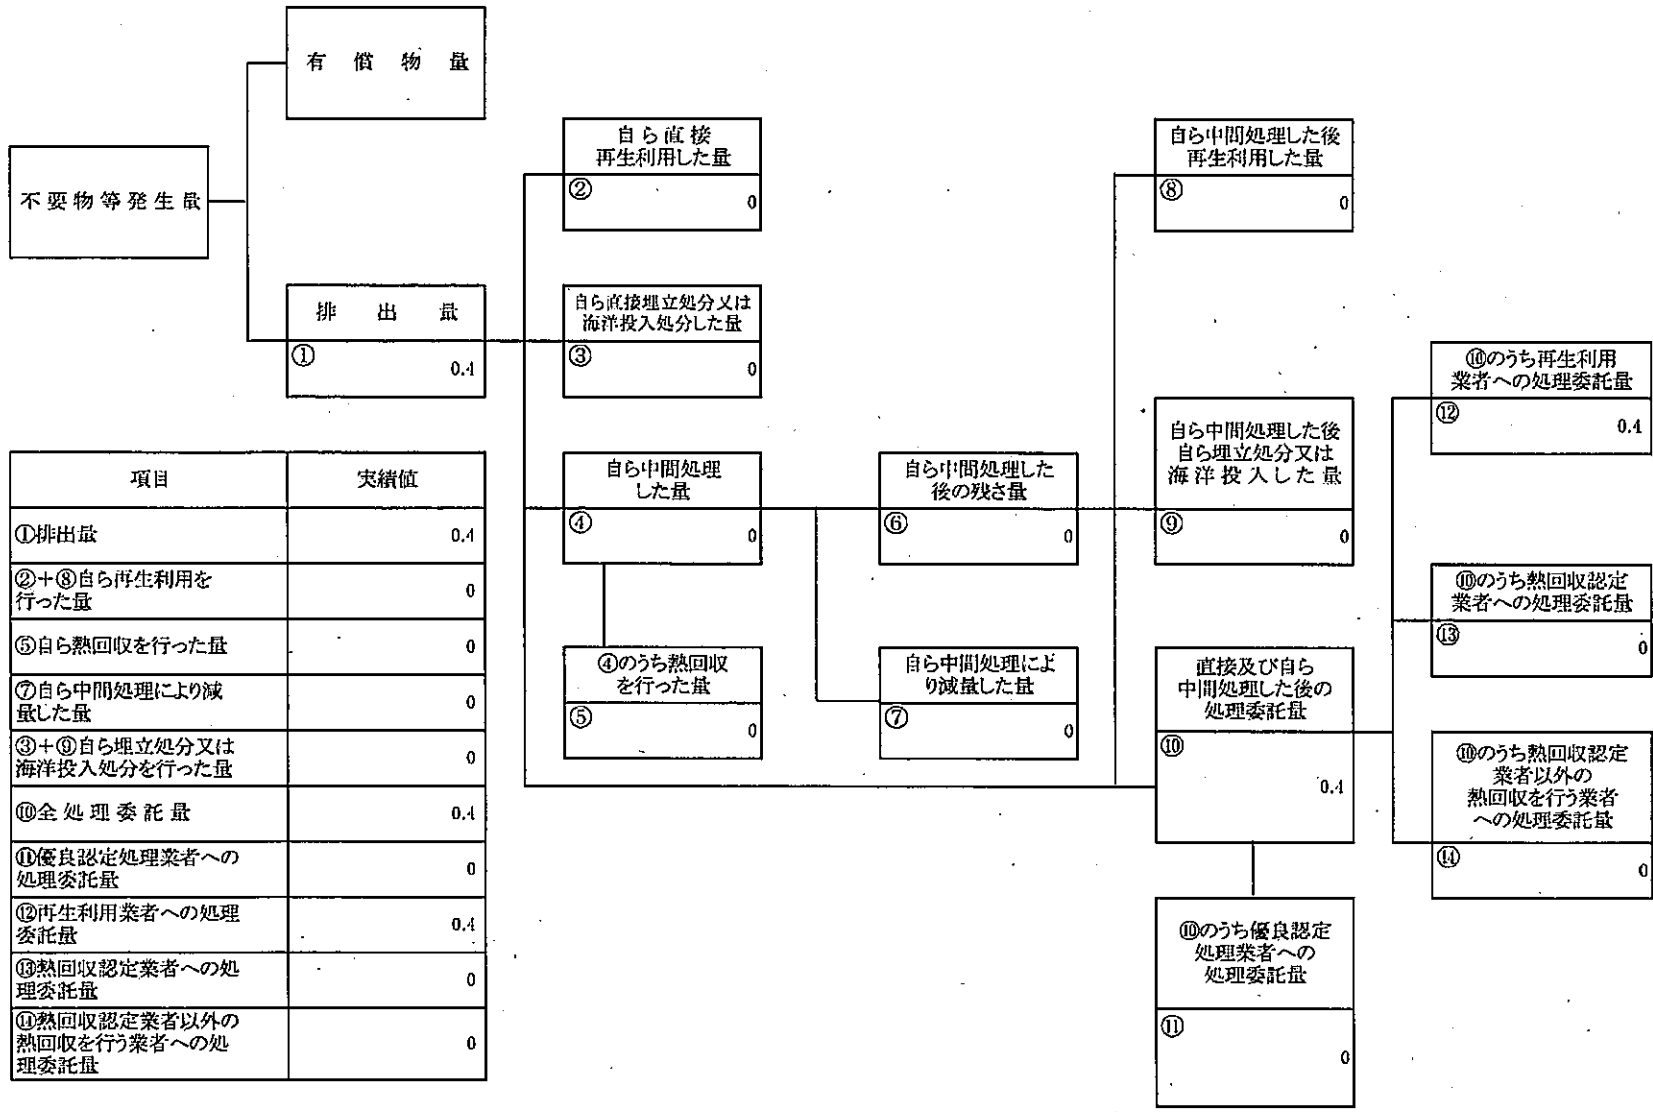 有償物量
不要物等発生量
排出量
①
0.4
自ら直接
再生利用した量
②
0
自ら直接埋立処分又は
海洋投入処分した量
③
0
自ら中間処理
した量
④
0
④のうち熱回収
を行った量
⑤
0
自ら中間処理した
後の残さ量
⑥
0
自ら中間処理によ
り減量した量
⑦
0
自ら中間処理した後
再生利用した量
⑧
0
自ら中間処理した後
自ら埋立処分又は
海洋投入した量
⑨
0
直接及び自ら
中間処理した後の
処理委託量
⑩
0.4
⑩のうち優良認定
処理業者への
処理委託量
⑪
0
⑩のうち再生利用
業者への処理委託量
⑫
0.4
⑩のうち熱回収認定
業者への処理委託量
⑬
0
⑩のうち熱回収認定
業者以外の
熱回収を行う業者
への処理委託量
⑭
0
項目 実績値
①排出量 0.4
②+⑧自ら再生利用を
行った量 0
⑤自ら熱回収を行った量 0
⑦自ら中間処理により減
量した量 0
③+⑨自ら埋立処分又は
海洋投入処分を行った量 0
⑩全処理委託量 0.4
⑪優良認定処理業者への
処理委託量 0
⑫再生利用業者への処理
委託量 0.4
⑬熱回収認定業者への処
理委託量 0
⑭熱回収認定業者以外の
熱回収を行う業者への処
理委託量 0